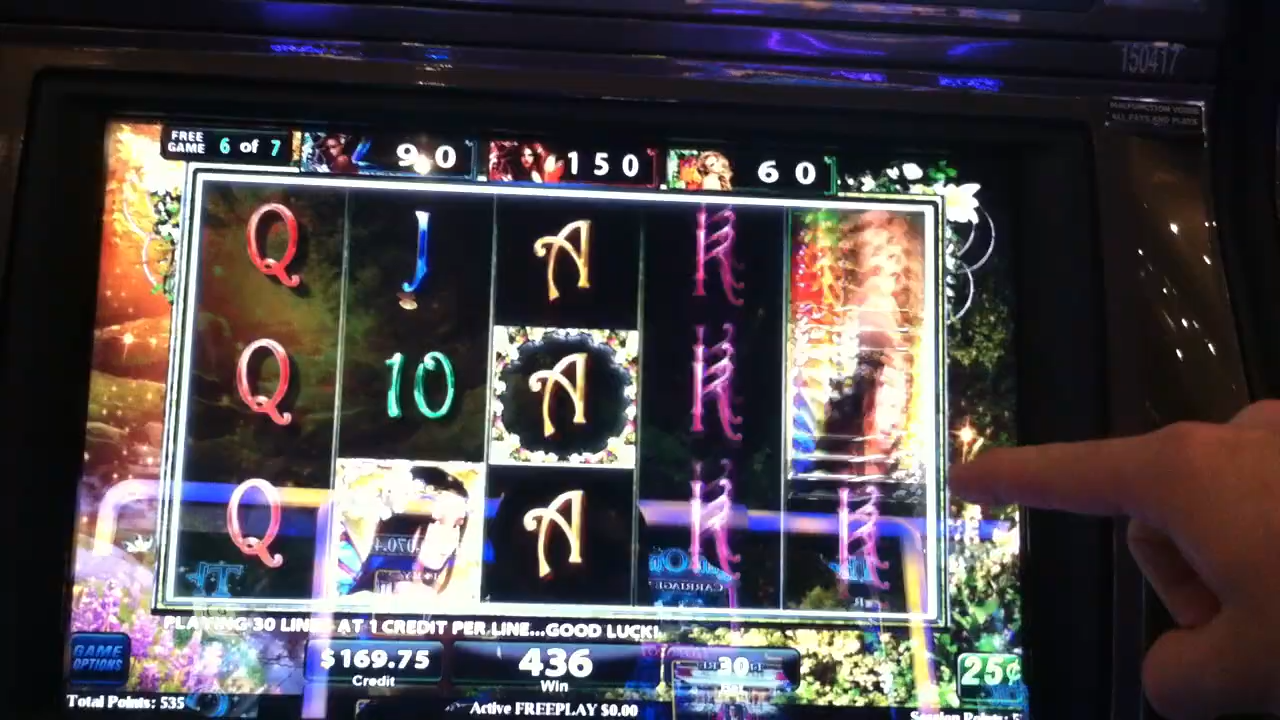 150417
MALFUNCTION VOIDS
ALL PAYS AND PLAYS
FREE GAME 6 of 7
90
150
60
Q J A K
Q 10 A K
Q A K K
PLAYING 30 LINES AT 1 CREDIT PER LINE...GOOD LUCK!
GAME OPTIONS
$169.75
Credit
436
Win
30
25¢
Total Points: 535
Active FREEPLAY $0.00